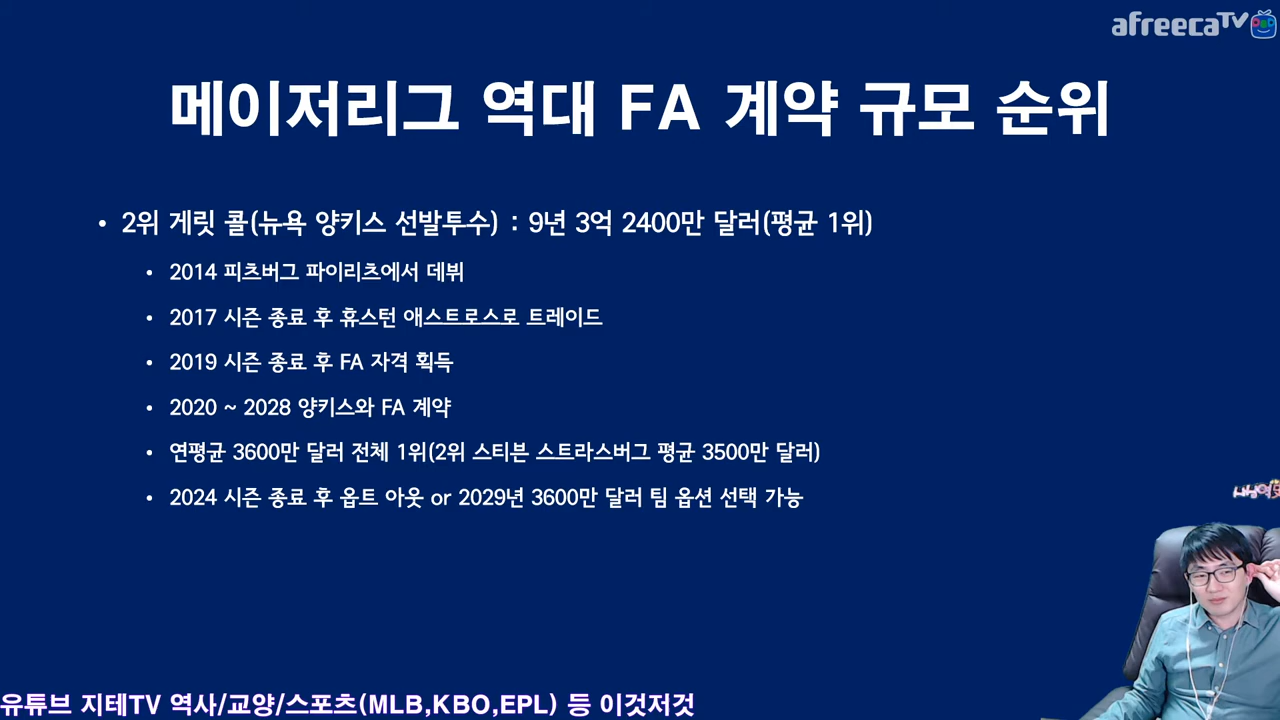 afreecaTV
메이저리그 역대 FA 계약 규모 순위
• 2위 게릿 콜(뉴욕 양키스 선발투수) : 9년 3억 2400만 달러(평균 1위)
• 2014 피츠버그 파이리츠에서 데뷔
• 2017 시즌 종료 후 휴스턴 애스트로스로 트레이드
• 2019 시즌 종료 후 FA 자격 획득
• 2020 ~ 2028 양키스와 FA 계약
• 연평균 3600만 달러 전체 1위(2위 스티븐 스트라스버그 평균 3500만 달러)
• 2024 시즌 종료 후 옵트 아웃 or 2029년 3600만 달러 팀 옵션 선택 가능
유튜브 지테TV 역사/교양/스포츠(MLB,KBO,EPL) 등 이것저것